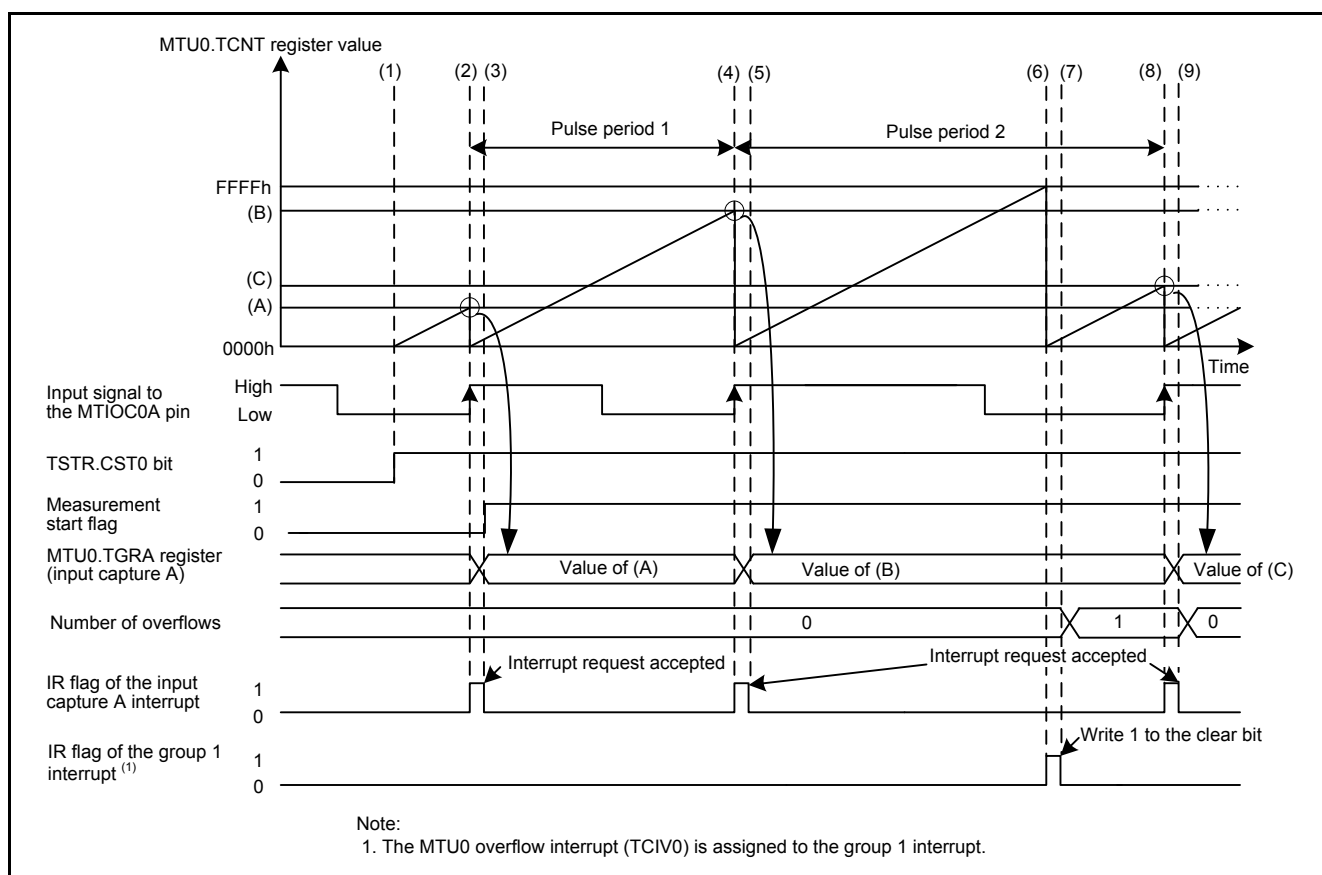 MTU0.TCNT register value
(1) (2) (3) (4) (5) (6) (7) (8) (9)
Pulse period 1
Pulse period 2
FFFFh
(B)
(C)
(A)
0000h
Time
Input signal to
the MTIOC0A pin
High
Low
TSTR.CST0 bit
1
0
Measurement
start flag
1
0
MTU0.TGRA register
(input capture A)
Value of (A)
Value of (B)
Value of (C)
Number of overflows
0
1
0
Interrupt request accepted
Interrupt request accepted
IR flag of the input
capture A interrupt
1
0
Write 1 to the clear bit
IR flag of the group 1
interrupt (1)
1
0
Note:
1. The MTU0 overflow interrupt (TCIV0) is assigned to the group 1 interrupt.